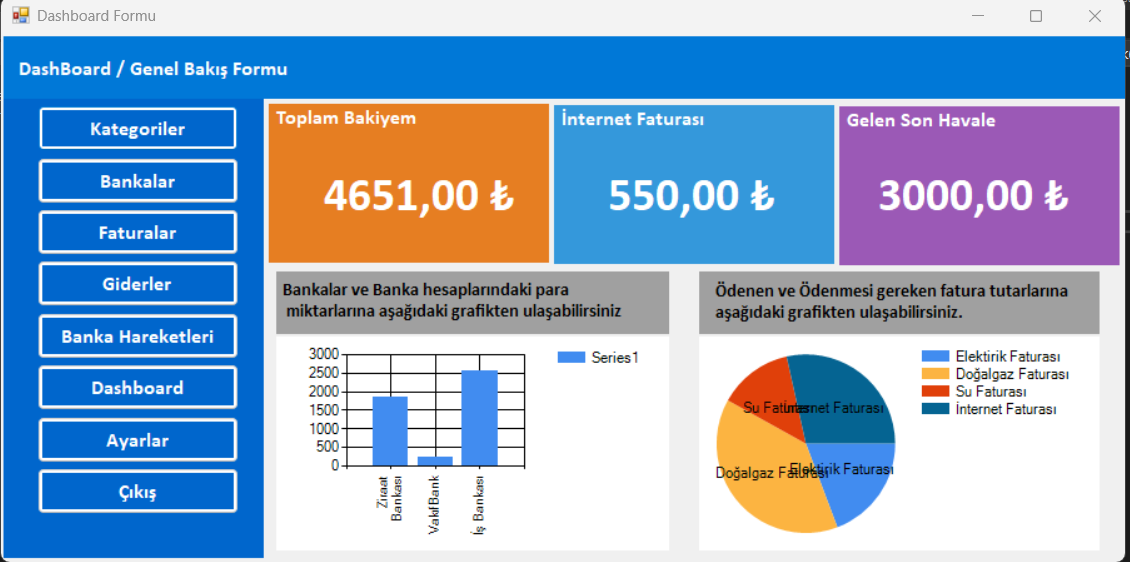 Dashboard Formu
DashBoard / Genel Bakış Formu
Kategoriler
Bankalar
Faturalar
Giderler
Banka Hareketleri
Dashboard
Ayarlar
Çıkış
Toplam Bakiyem
4651,00 ₺
İnternet Faturası
550,00 ₺
Gelen Son Havale
3000,00 ₺
Bankalar ve Banka hesaplarındaki para
miktarlarına aşağıdaki grafikten ulaşabilirsiniz
3000
2500
2000
1500
1000
500
0
Ziraat
Bankası
VakıfBank
İş Bankası
Series1
Ödenen ve Ödenmesi gereken fatura tutarlarına
aşağıdaki grafikten ulaşabilirsiniz.
Su Faturası
İnternet Faturası
Doğalgaz Faturası
Elektirik Faturası
Elektirik Faturası
Doğalgaz Faturası
Su Faturası
İnternet Faturası